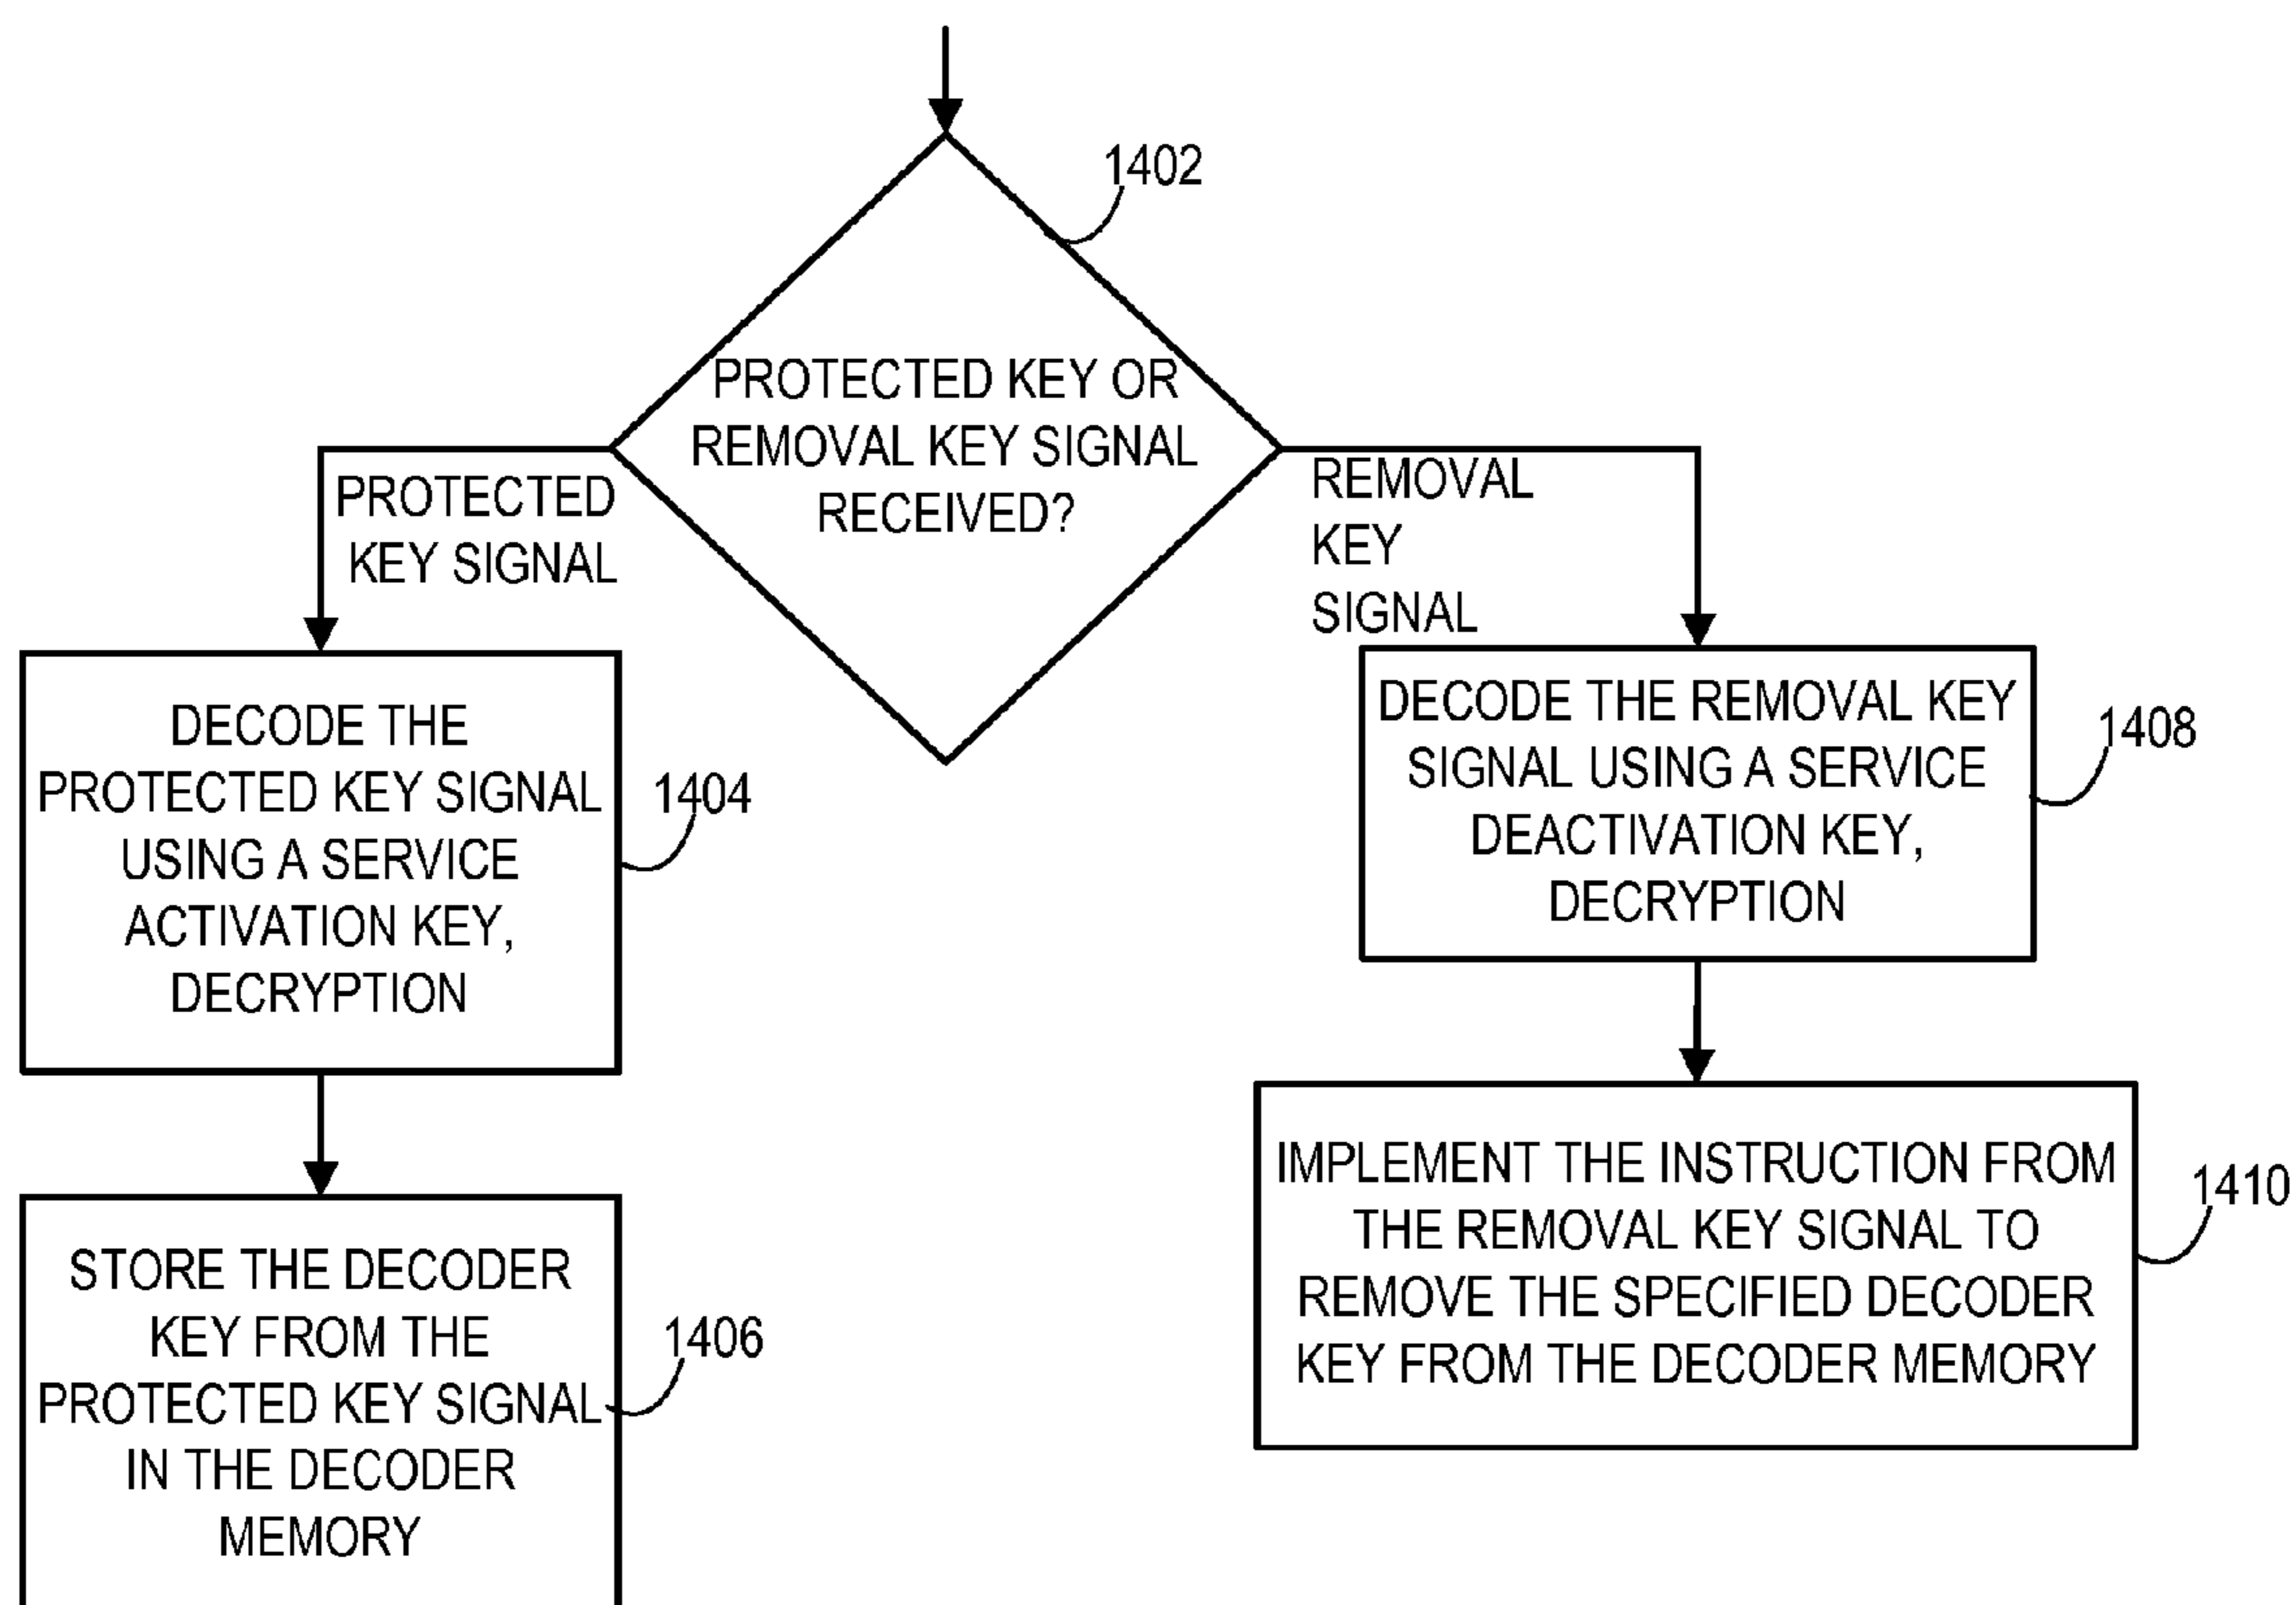 1402
PROTECTED KEY OR
REMOVAL KEY SIGNAL
RECEIVED?
PROTECTED
KEY SIGNAL
REMOVAL
KEY
SIGNAL
DECODE THE
PROTECTED KEY SIGNAL
USING A SERVICE
ACTIVATION KEY,
DECRYPTION
1404
DECODE THE REMOVAL KEY
SIGNAL USING A SERVICE
DEACTIVATION KEY,
DECRYPTION
1408
STORE THE DECODER
KEY FROM THE
PROTECTED KEY SIGNAL
IN THE DECODER
MEMORY
1406
IMPLEMENT THE INSTRUCTION FROM
THE REMOVAL KEY SIGNAL TO
REMOVE THE SPECIFIED DECODER
KEY FROM THE DECODER MEMORY
1410